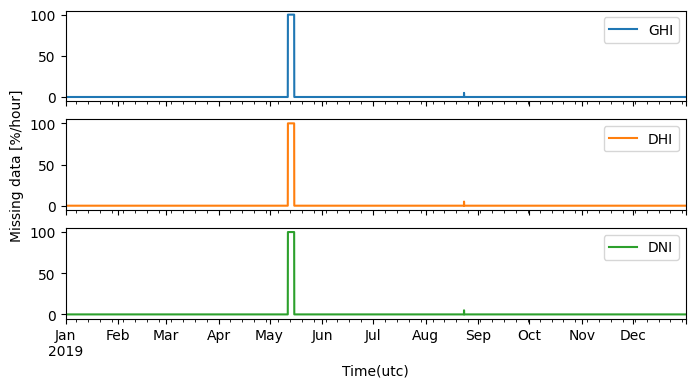 100
50
0
GHI
100
50
0
DHI
Missing data [%/hour]
100
50
0
DNI
Jan Feb Mar Apr May Jun Jul Aug Sep Oct Nov Dec
2019
Time(utc)